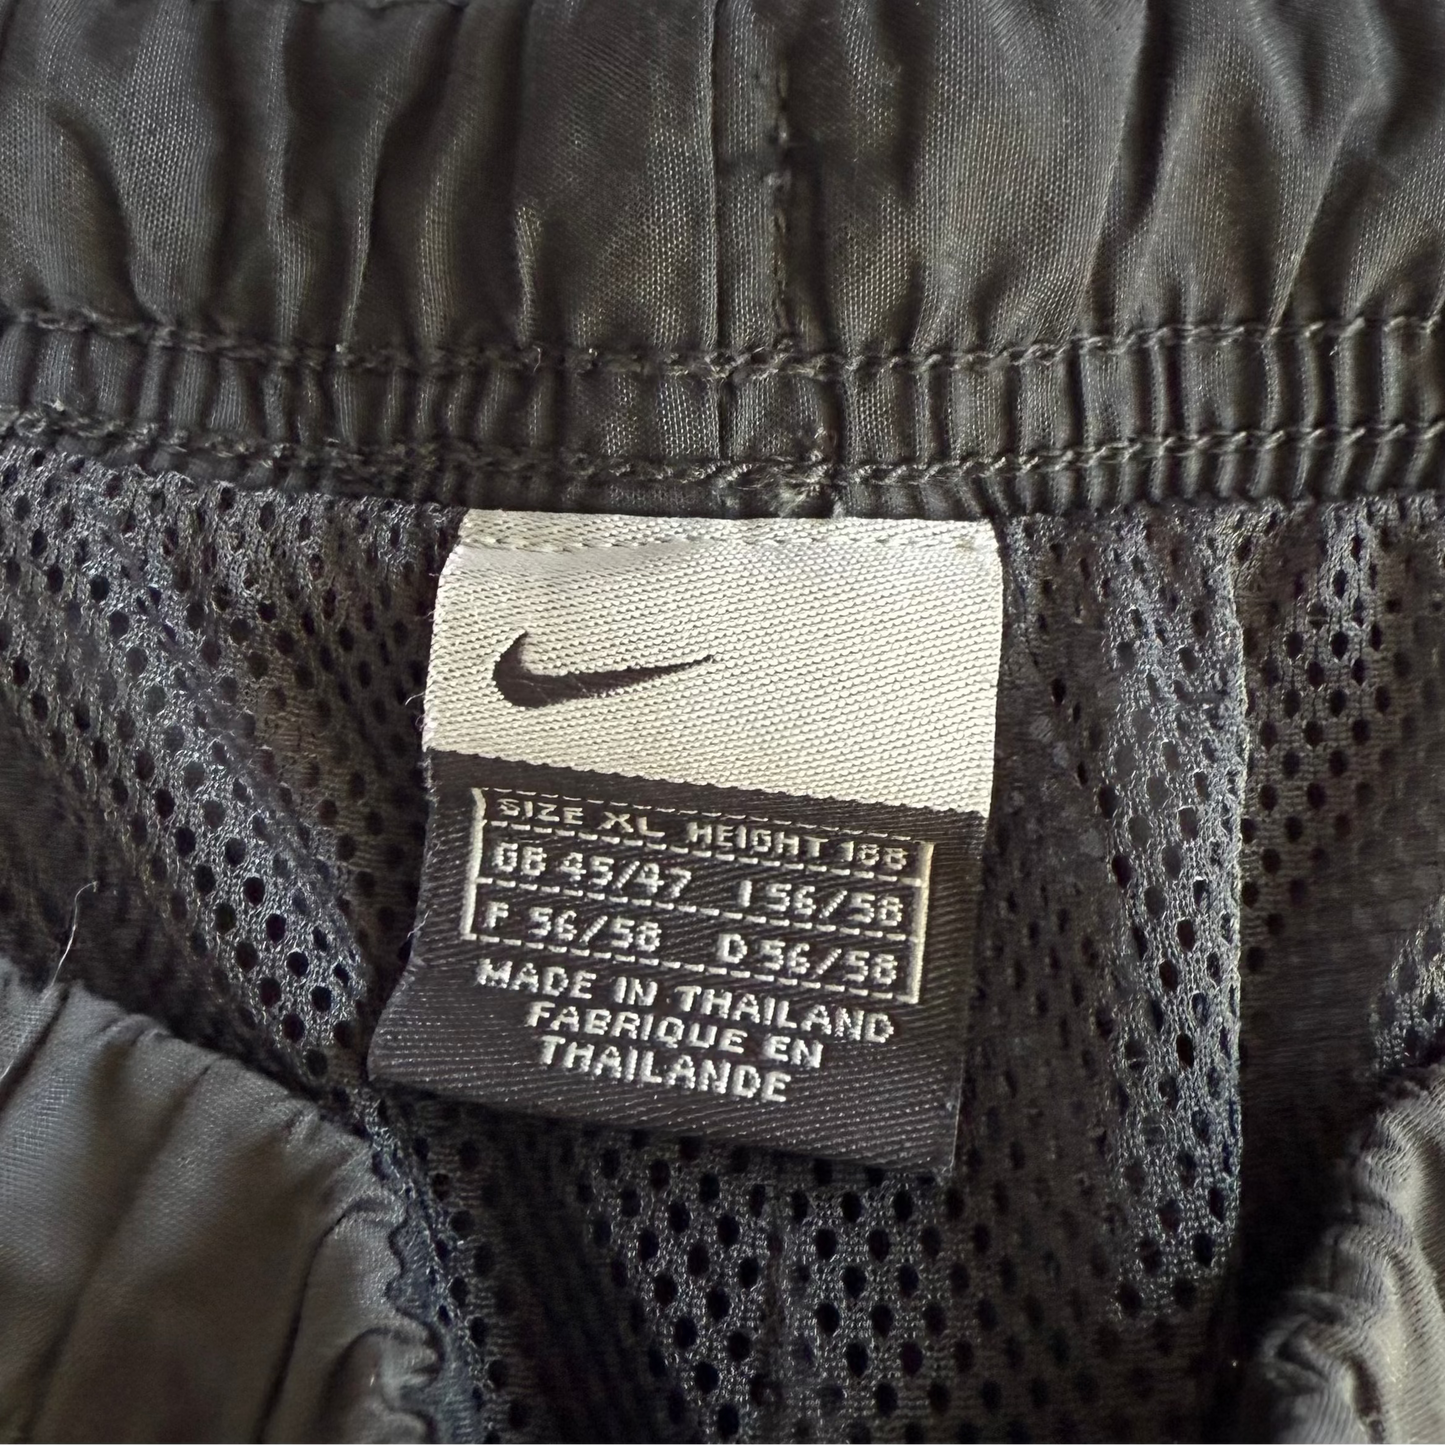 SIZE XL HEIGHT 188
GB 45/47 I 56/58
F 56/58 D 56/58
MADE IN THAILAND
FABRIQUE EN
THAILANDE